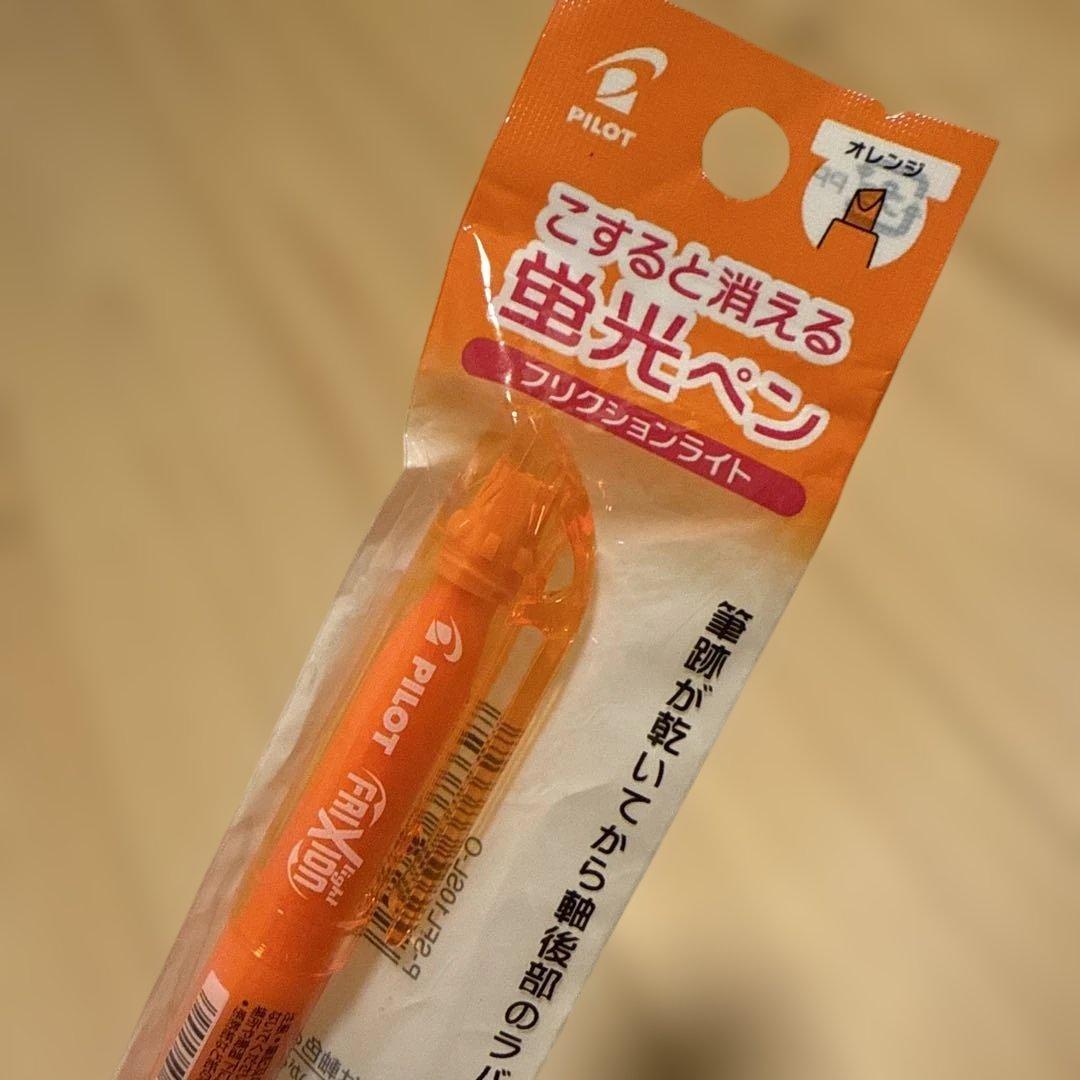 PILOT
オレンジ
こすると消える
蛍光ペン
フリクションライト
筆跡が乾いてから軸後部のラバ
PILOT
FRIXION
light
P-SFL10SL-O